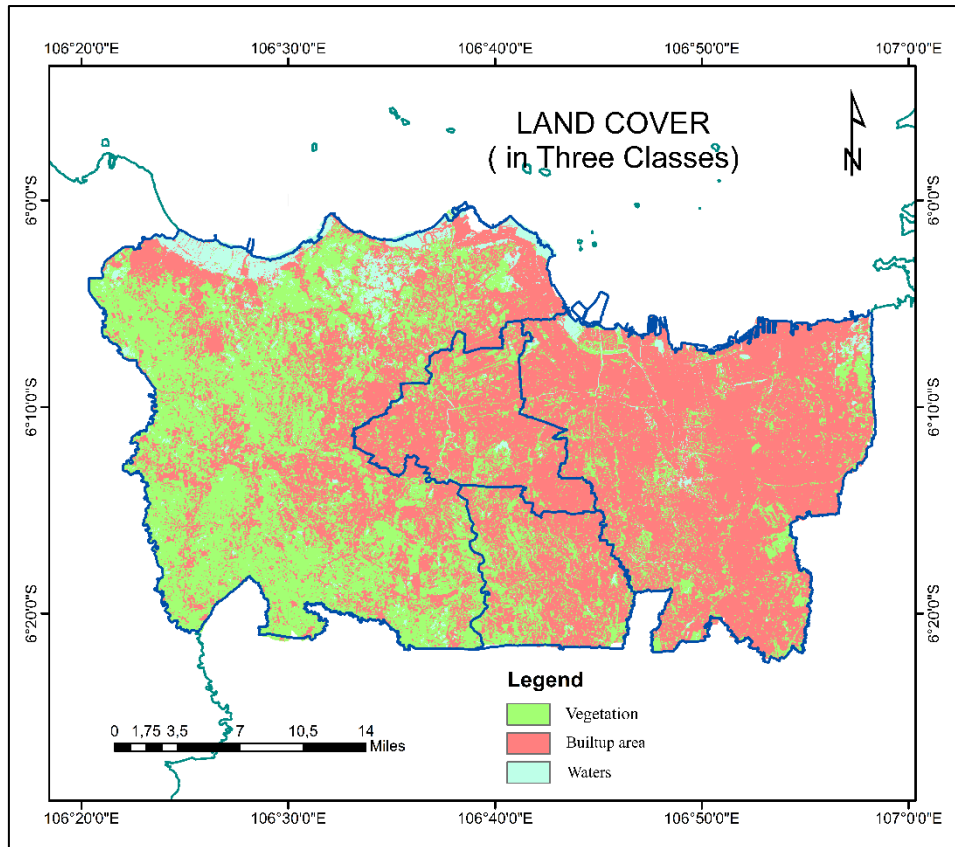 106°20'0"E 106°30'0"E 106°40'0"E 106°50'0"E 107°0'0"E
LAND COVER
( in Three Classes)
N
6°0'0"S 6°0'0"S
6°10'0"S 6°10'0"S
6°20'0"S 6°20'0"S
Legend
Vegetation
Builtup area
Waters
0 1,75 3,5 7 10,5 14
Miles
106°20'0"E 106°30'0"E 106°40'0"E 106°50'0"E 107°0'0"E